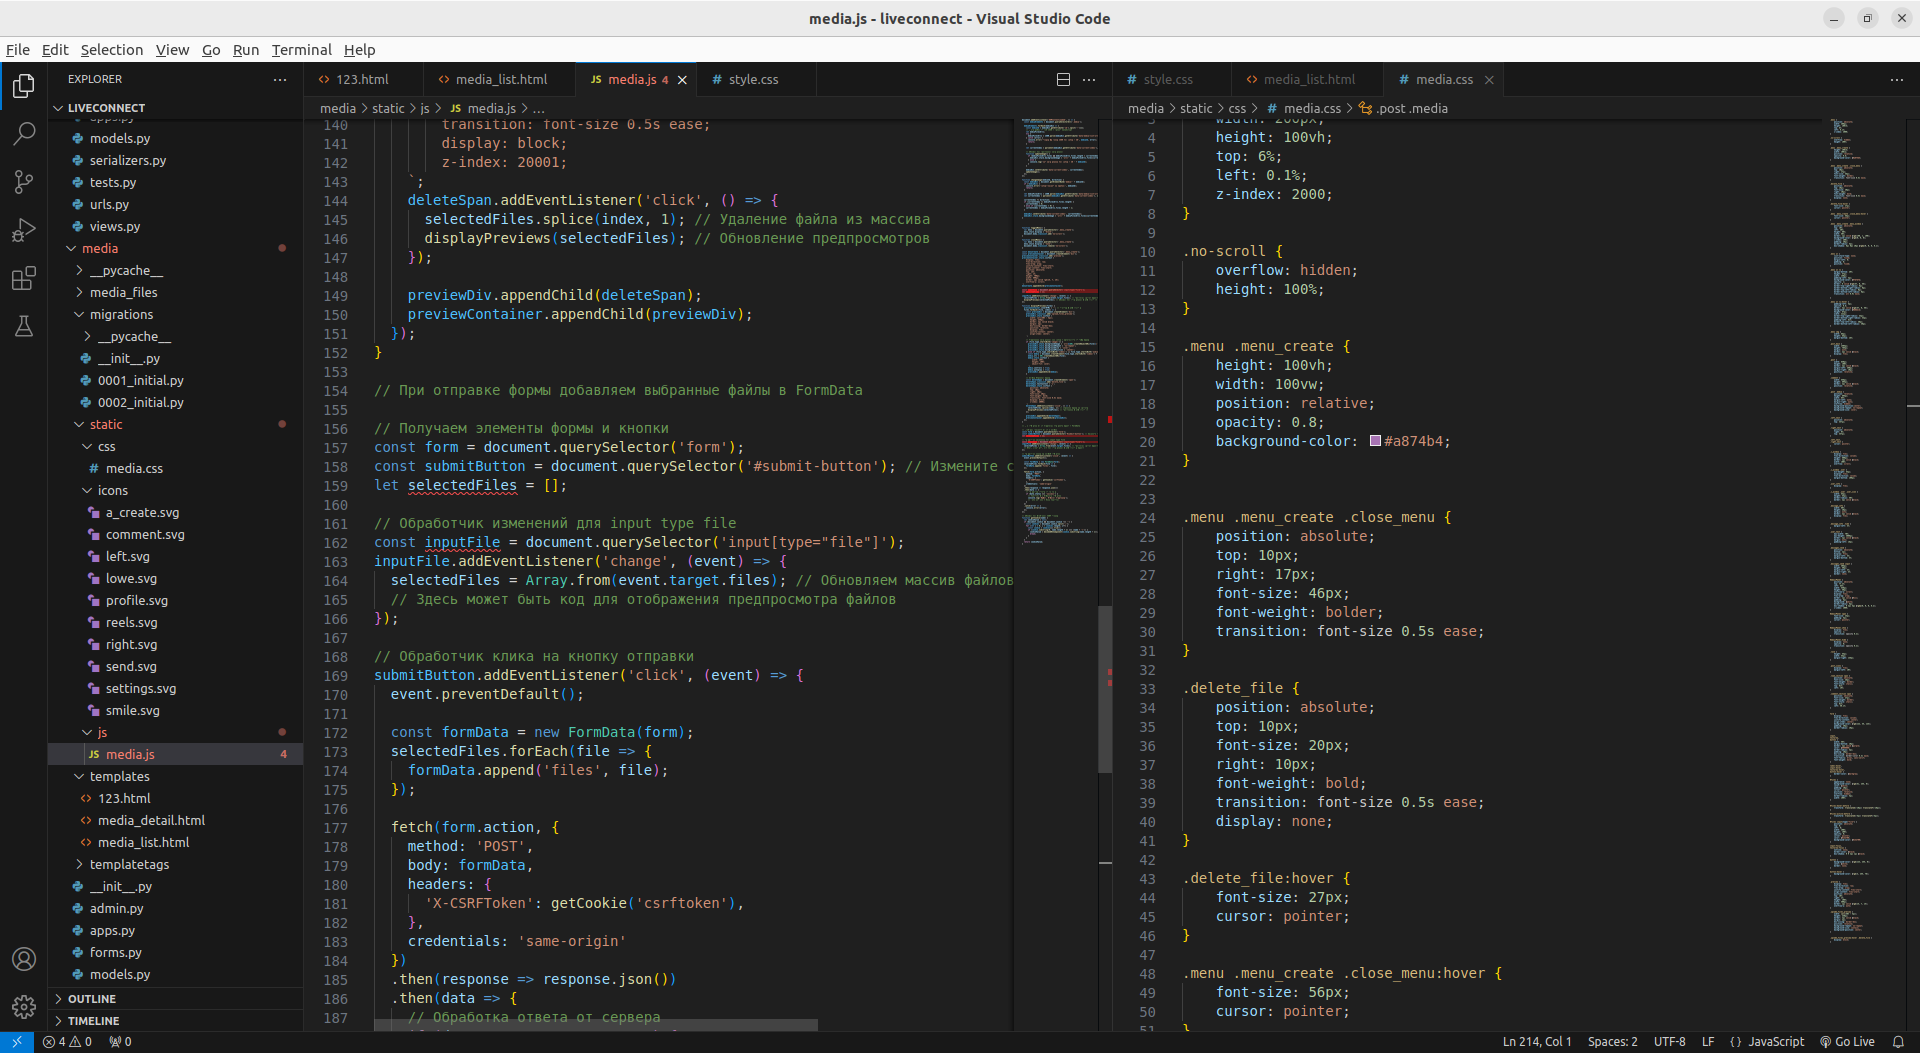 media.js - liveconnect - Visual Studio Code
File Edit Selection View Go Run Terminal Help
EXPLORER
LIVECONNECT
apps.py
models.py
serializers.py
tests.py
urls.py
views.py
media
__pycache__
media_files
migrations
__pycache__
__init__.py
0001_initial.py
0002_initial.py
static
css
media.css
icons
a_create.svg
comment.svg
left.svg
lowe.svg
profile.svg
reels.svg
right.svg
send.svg
settings.svg
smile.svg
js
JS media.js 4
templates
123.html
media_detail.html
media_list.html
templatetags
__init__.py
admin.py
apps.py
forms.py
models.py
OUTLINE
TIMELINE
123.html media_list.html JS media.js 4 # style.css
media > static > js > JS media.js > ...
140 transition: font-size 0.5s ease;
141 display: block;
142 z-index: 20001;
143 `;
144 deleteSpan.addEventListener('click', () => {
145 selectedFiles.splice(index, 1); // Удаление файла из массива
146 displayPreviews(selectedFiles); // Обновление предпросмотров
147 });
148
149 previewDiv.appendChild(deleteSpan);
150 previewContainer.appendChild(previewDiv);
151 });
152 }
153
154 // При отправке формы добавляем выбранные файлы в FormData
155
156 // Получаем элементы формы и кнопки
157 const form = document.querySelector('form');
158 const submitButton = document.querySelector('#submit-button'); // Измените с
159 let selectedFiles = [];
160
161 // Обработчик изменений для input type file
162 const inputFile = document.querySelector('input[type="file"]');
163 inputFile.addEventListener('change', (event) => {
164 selectedFiles = Array.from(event.target.files); // Обновляем массив файлов
165 // Здесь может быть код для отображения предпросмотра файлов
166 });
167
168 // Обработчик клика на кнопку отправки
169 submitButton.addEventListener('click', (event) => {
170 event.preventDefault();
171
172 const formData = new FormData(form);
173 selectedFiles.forEach(file => {
174 formData.append('files', file);
175 });
176
177 fetch(form.action, {
178 method: 'POST',
179 body: formData,
180 headers: {
181 'X-CSRFToken': getCookie('csrftoken'),
182 },
183 credentials: 'same-origin'
184 })
185 .then(response => response.json())
186 .then(data => {
187 // Обработка ответа от сервера
# style.css media_list.html # media.css
media > static > css > # media.css > .post .media
3 width: 200px;
4 height: 100vh;
5 top: 6%;
6 left: 0.1%;
7 z-index: 2000;
8 }
9
10 .no-scroll {
11 overflow: hidden;
12 height: 100%;
13 }
14
15 .menu .menu_create {
16 height: 100vh;
17 width: 100vw;
18 position: relative;
19 opacity: 0.8;
20 background-color: #a874b4;
21 }
22
23
24 .menu .menu_create .close_menu {
25 position: absolute;
26 top: 10px;
27 right: 17px;
28 font-size: 46px;
29 font-weight: bolder;
30 transition: font-size 0.5s ease;
31 }
32
33 .delete_file {
34 position: absolute;
35 top: 10px;
36 font-size: 20px;
37 right: 10px;
38 font-weight: bold;
39 transition: font-size 0.5s ease;
40 display: none;
41 }
42
43 .delete_file:hover {
44 font-size: 27px;
45 cursor: pointer;
46 }
47
48 .menu .menu_create .close_menu:hover {
49 font-size: 56px;
50 cursor: pointer;
51 }
4 0 0
Ln 214, Col 1 Spaces: 2 UTF-8 LF {} JavaScript Go Live